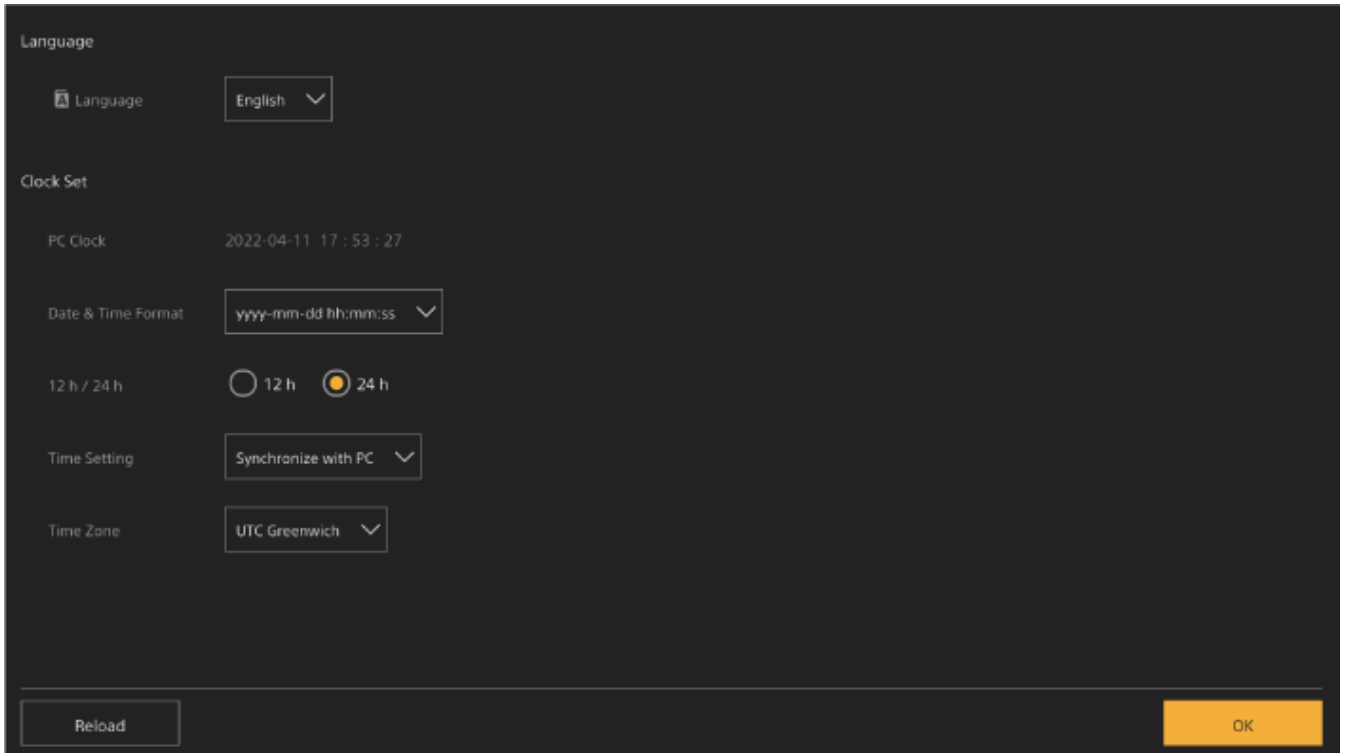 Language
A Language English
Clock Set
PC Clock 2022-04-11 17 : 53 : 27
Date & Time Format yyyy-mm-dd hh:mm:ss
12 h / 24 h 12 h 24 h
Time Setting Synchronize with PC
Time Zone UTC Greenwich
Reload OK